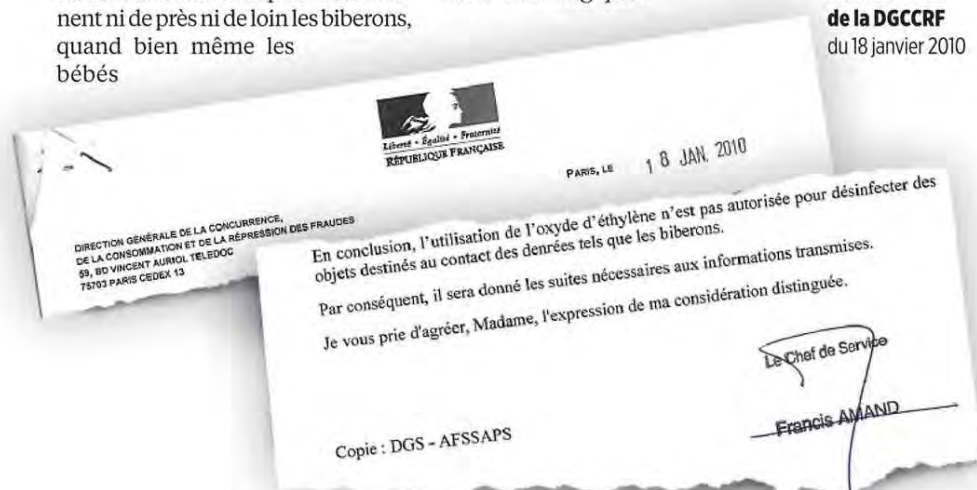 nent ni de près ni de loin les biberons,
quand bien même les
bébés
de la DGCCRF
du 18 janvier 2010
Liberté • Égalité • Fraternité
RÉPUBLIQUE FRANÇAISE
PARIS, LE 18 JAN. 2010
DIRECTION GÉNÉRALE DE LA CONCURRENCE,
DE LA CONSOMMATION ET DE LA RÉPRESSION DES FRAUDES
59, BD VINCENT AURIOL TELEDOC
75703 PARIS CEDEX 13
En conclusion, l'utilisation de l'oxyde d'éthylène n'est pas autorisée pour désinfecter des
objets destinés au contact des denrées tels que les biberons.
Par conséquent, il sera donné les suites nécessaires aux informations transmises.
Je vous prie d'agréer, Madame, l'expression de ma considération distinguée.
Le Chef de Service
Francis AMAND
Copie : DGS - AFSSAPS